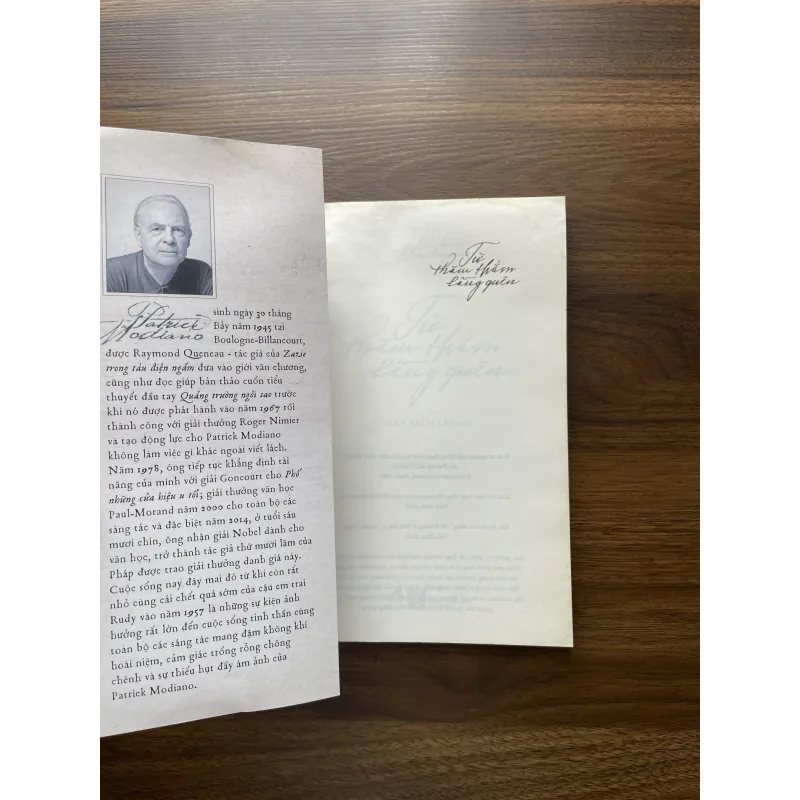 Patrick
Modiano
sinh ngày 30 tháng
Bảy năm 1945 tại
Boulogne-Billancourt,
được Raymond Queneau - tác giả của Zazie
trong tàu điện ngầm đưa vào giới văn chương,
cũng như đọc giúp bản thảo cuốn tiểu
thuyết đầu tay Quảng trường ngôi sao trước
khi nó được phát hành vào năm 1967 rồi
thành công với giải thưởng Roger Nimier
và tạo động lực cho Patrick Modiano
không làm việc gì khác ngoài viết lách.
Năm 1978, ông tiếp tục khẳng định tài
năng của mình với giải Goncourt cho Phố
những cửa hiệu u tối; giải thưởng văn học
Paul-Morand năm 2000 cho toàn bộ các
sáng tác và đặc biệt năm 2014, ở tuổi sáu
mươi chín, ông nhận giải Nobel dành cho
văn học, trở thành tác giả thứ mười lăm của
Pháp được trao giải thưởng danh giá này.
Cuộc sống nay đây mai đó từ khi còn rất
nhỏ cùng cái chết quá sớm của cậu em trai
Rudy vào năm 1957 là những sự kiện ảnh
hưởng rất lớn đến cuộc sống tinh thần cũng
toàn bộ các sáng tác mang đậm không khí
hoài niệm, cảm giác trống rỗng chông
chênh và sự thiếu hụt đầy ám ảnh của
Patrick Modiano.
Từ
thăm thẳm
lãng quên